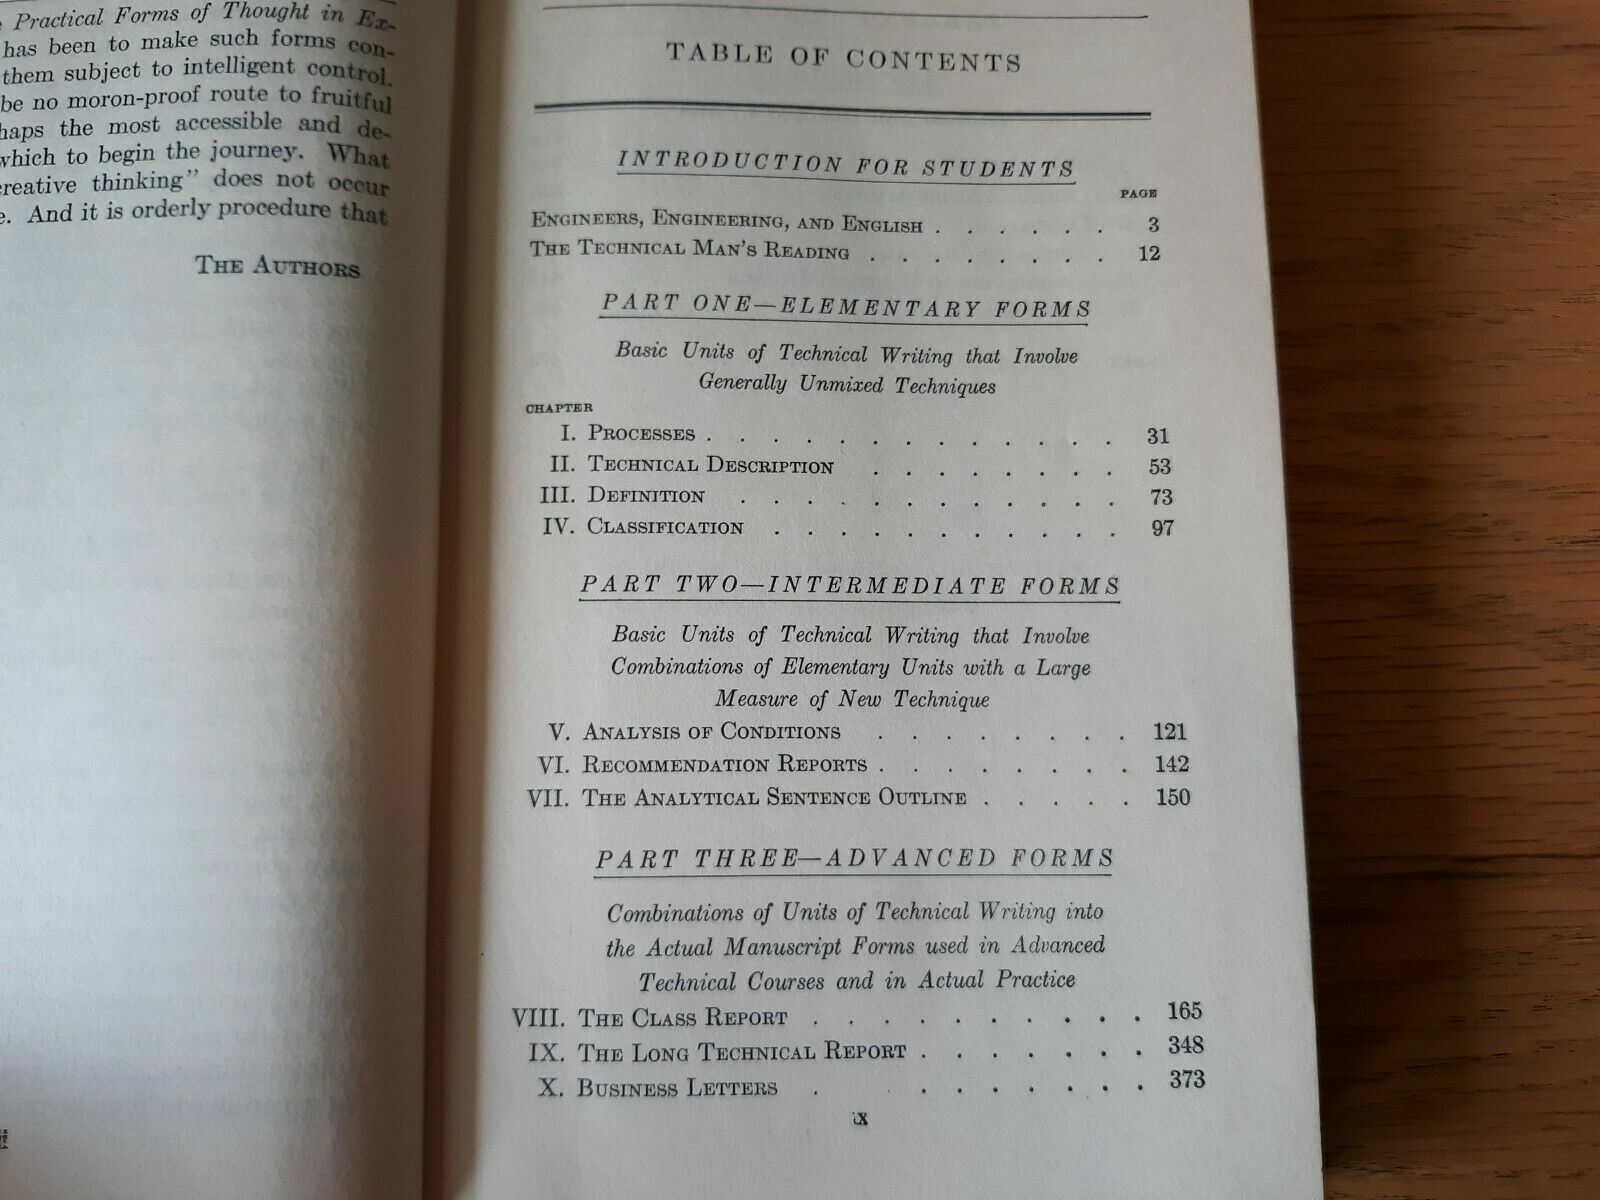 Practical Forms of Thought in Ex-
has been to make such forms con-
them subject to intelligent control.
be no moron-proof route to fruitful
the most accessible and de-
which to begin the journey. What
creative thinking" does not occur
And it is orderly procedure that
THE AUTHORS
TABLE OF CONTENTS
INTRODUCTION FOR STUDENTS
PAGE
ENGINEERS, ENGINEERING, AND ENGLISH . . . . . . 3
THE TECHNICAL MAN'S READING . . . . . . . . 12
PART ONE—ELEMENTARY FORMS
Basic Units of Technical Writing that Involve
Generally Unmixed Techniques
CHAPTER
I. PROCESSES . . . . . . . . . . . . . 31
II. TECHNICAL DESCRIPTION . . . . . . . . 53
III. DEFINITION . . . . . . . . . . . . 73
IV. CLASSIFICATION . . . . . . . . . . . 97
PART TWO—INTERMEDIATE FORMS
Basic Units of Technical Writing that Involve
Combinations of Elementary Units with a Large
Measure of New Technique
V. ANALYSIS OF CONDITIONS . . . . . . . . 121
VI. RECOMMENDATION REPORTS . . . . . . . . 142
VII. THE ANALYTICAL SENTENCE OUTLINE . . . . . 150
PART THREE—ADVANCED FORMS
Combinations of Units of Technical Writing into
the Actual Manuscript Forms used in Advanced
Technical Courses and in Actual Practice
VIII. THE CLASS REPORT . . . . . . . . . . 165
IX. THE LONG TECHNICAL REPORT . . . . . . . 348
X. BUSINESS LETTERS . . . . . . . . 373
ix